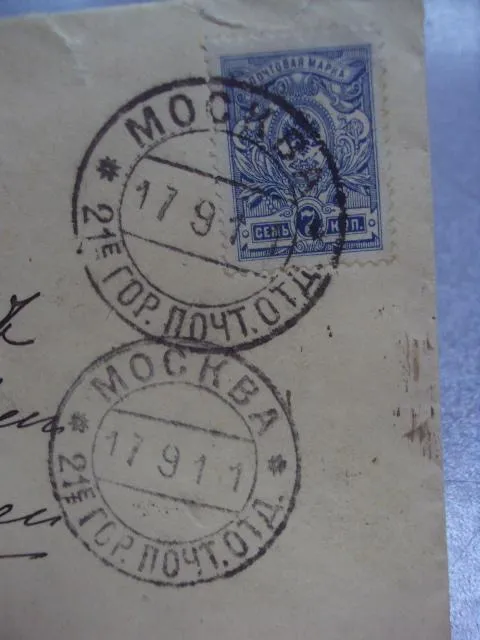 ПОЧТОВАЯ МАРКА
СЕМЬ 7 КОП.
МОСКВА
17 9 1
21Е ГОР. ПОЧТ. ОТД.
МОСКВА
17 9 11
21Е ГОР. ПОЧТ. ОТД.